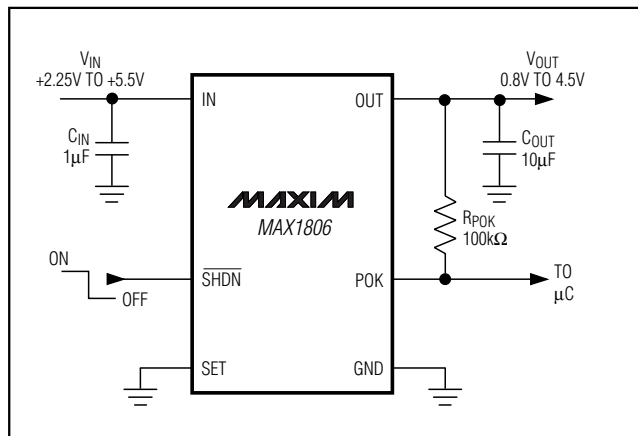 VIN
+2.25V TO +5.5V
VOUT
0.8V TO 4.5V
IN
OUT
CIN
1µF
COUT
10µF
MAXIM
MAX1806
RPOK
100kΩ
ON
OFF
SHDN
POK
TO
µC
SET
GND